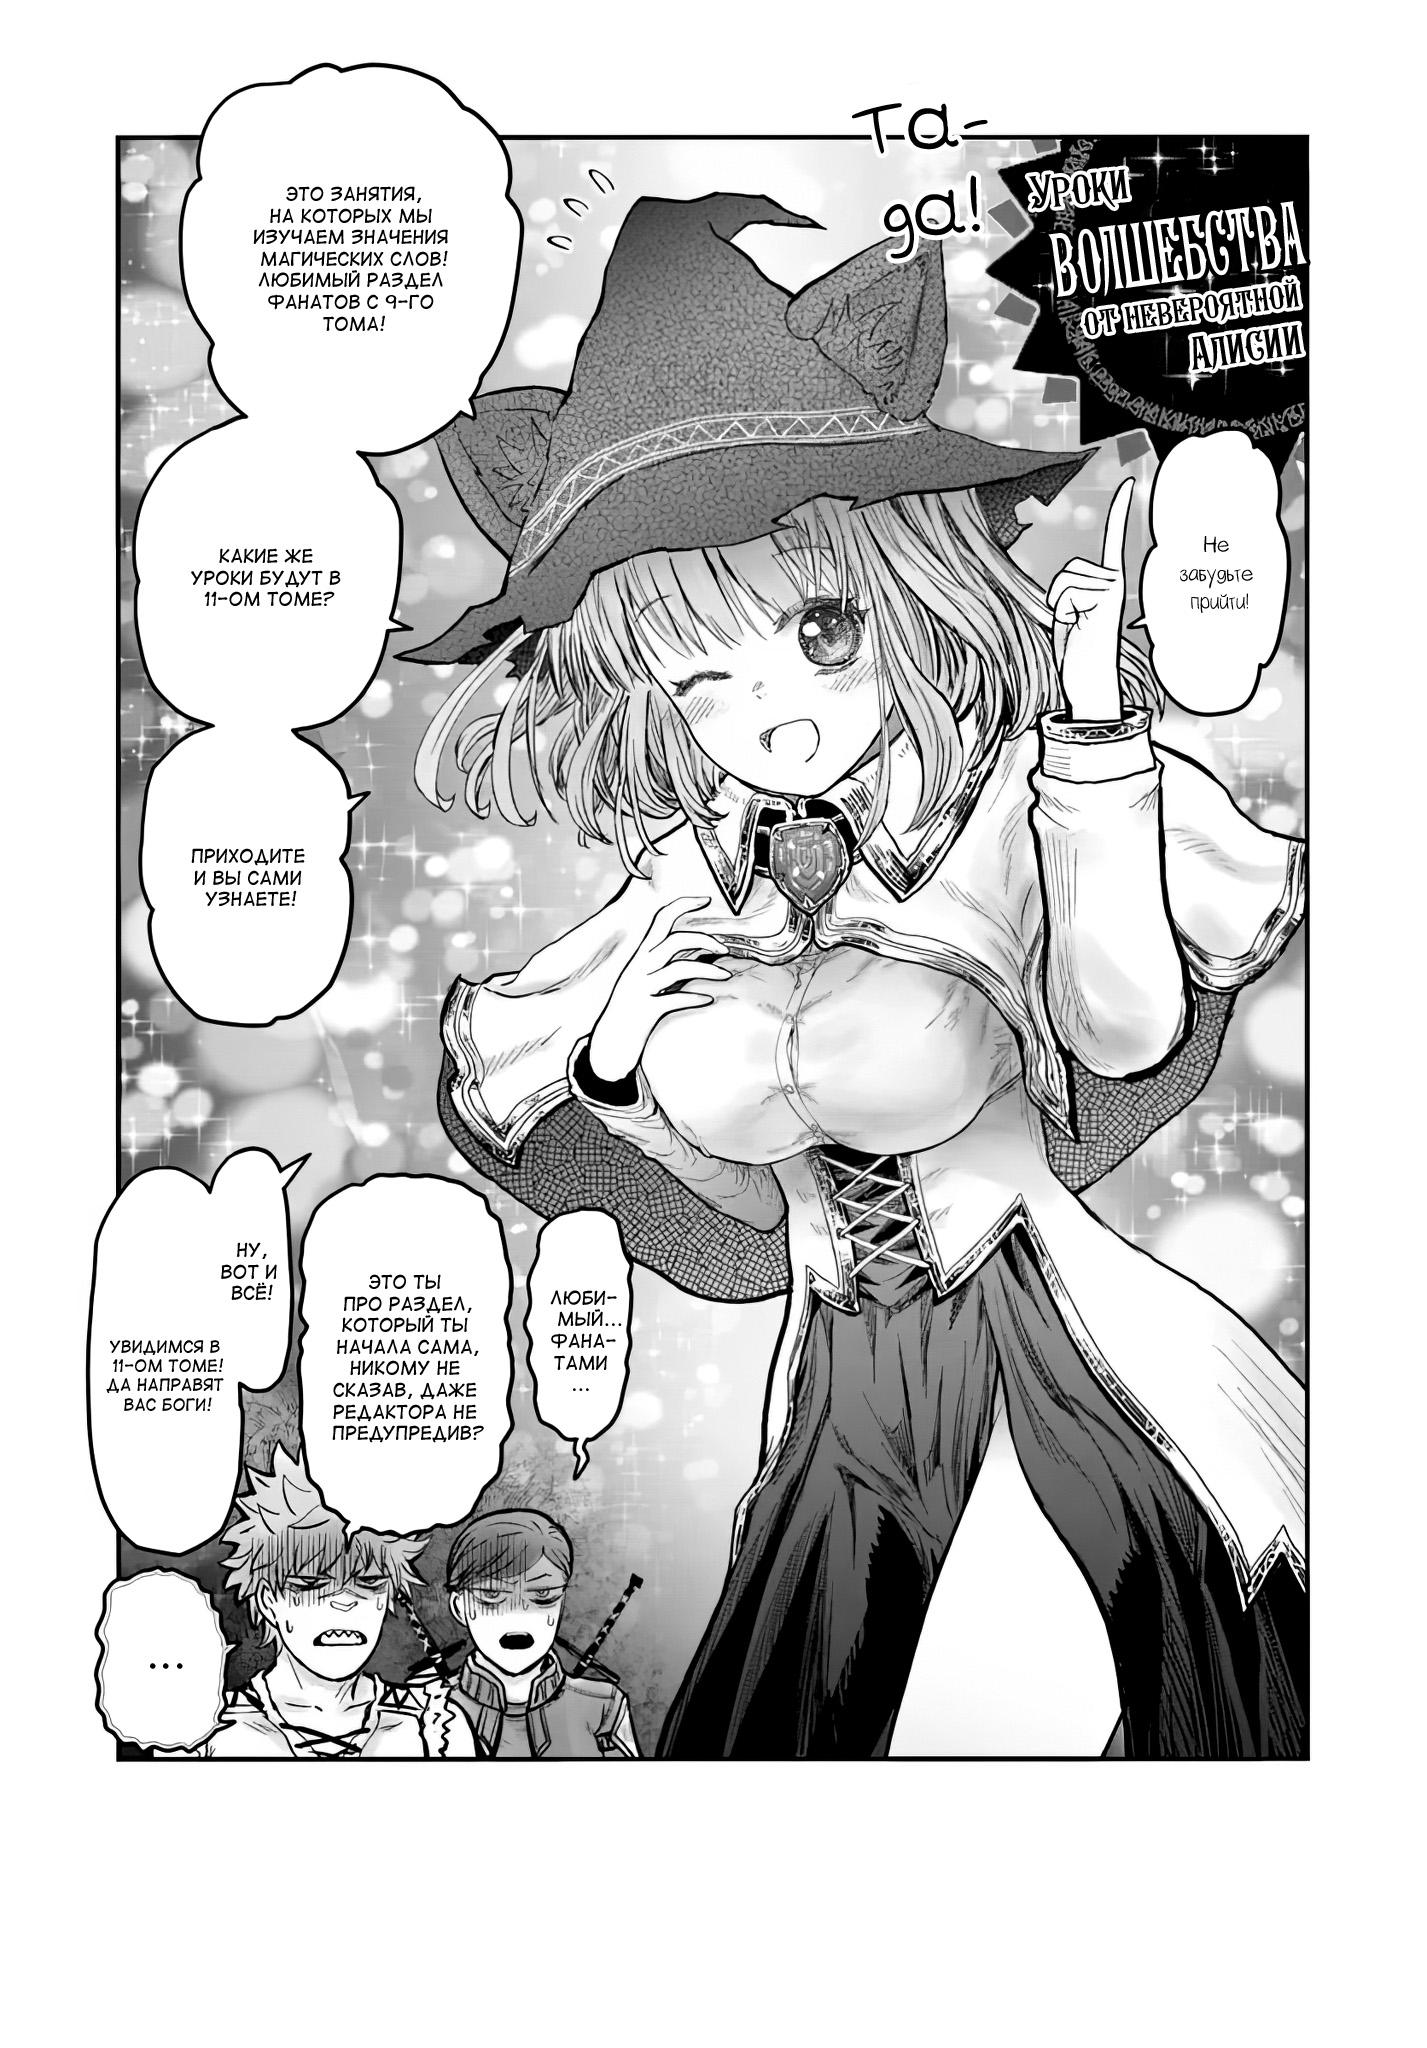 УРОКИ
ВОЛШЕБСТВА
ОТ НЕВЕРОЯТНОЙ
АЛИСИИ
ТА-
ДА!
Не
забудьте
прийти!
ЭТО ЗАНЯТИЯ,
НА КОТОРЫХ МЫ
ИЗУЧАЕМ ЗНАЧЕНИЯ
МАГИЧЕСКИХ СЛОВ!
ЛЮБИМЫЙ РАЗДЕЛ
ФАНАТОВ С 9-ГО
ТОМА!
КАКИЕ ЖЕ
УРОКИ БУДУТ В
11-ОМ ТОМЕ?
ПРИХОДИТЕ
И ВЫ САМИ
УЗНАЕТЕ!
ЛЮБИ-
МЫЙ...
ФАНА-
ТАМИ
...
ЭТО ТЫ
ПРО РАЗДЕЛ,
КОТОРЫЙ ТЫ
НАЧАЛА САМА,
НИКОМУ НЕ
СКАЗАВ, ДАЖЕ
РЕДАКТОРА НЕ
ПРЕДУПРЕДИВ?
НУ,
ВОТ И
ВСЁ!
УВИДИМСЯ В
11-ОМ ТОМЕ!
ДА НАПРАВЯТ
ВАС БОГИ!
...